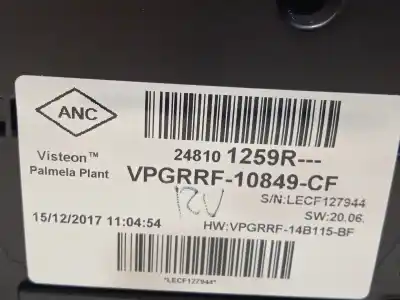 ANC
24810 1259R---
Visteon™
Palmela Plant
VPGRRF-10849-CF
S/N:LECF127944
SW:20.06.
15/12/2017 11:04:54
HW:VPGRRF-14B115-BF
*LECF127944*